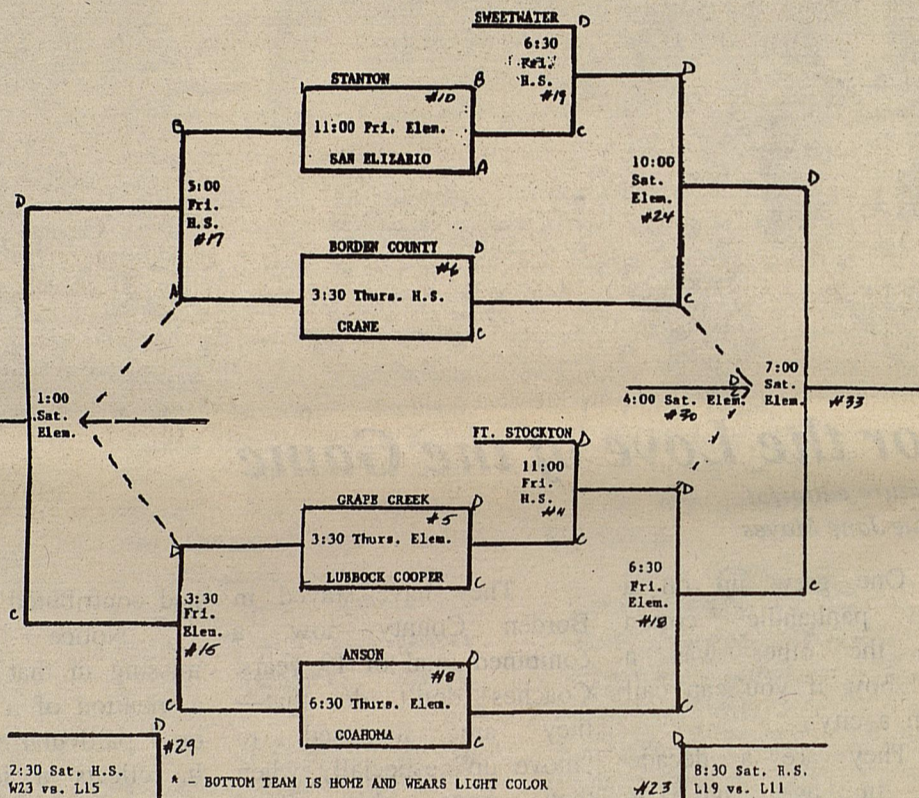 SWEETWATER D
6:30
Fri.
H.S.
#19
D
C
STANTON B
#10
11:00 Fri. Elem.
SAN ELIZARIO
A
B
5:00
Fri.
H.S.
#17
A
D
10:00
Sat.
Elem.
#24
C
D
BORDEN COUNTY D
#6
3:30 Thurs. H.S.
CRANE
C
1:00
Sat.
Elem.
D
4:00 Sat. Elem.
#30
7:00
Sat.
Elem.
#33
FT. STOCKTON D
11:00
Fri.
H.S.
C
D
GRAPE CREEK D
#5
3:30 Thurs. Elem.
LUBBOCK COOPER
C
3:30
Fri.
Elem.
C
C
6:30
Fri.
Elem.
#18
C
C
ANSON D
#8
6:30 Thurs. Elem.
COAHOMA
C
D
#29
2:30 Sat. H.S.
W23 vs. L15
* - BOTTOM TEAM IS HOME AND WEARS LIGHT COLOR
D
#23
8:30 Sat. H.S.
L19 vs. L11